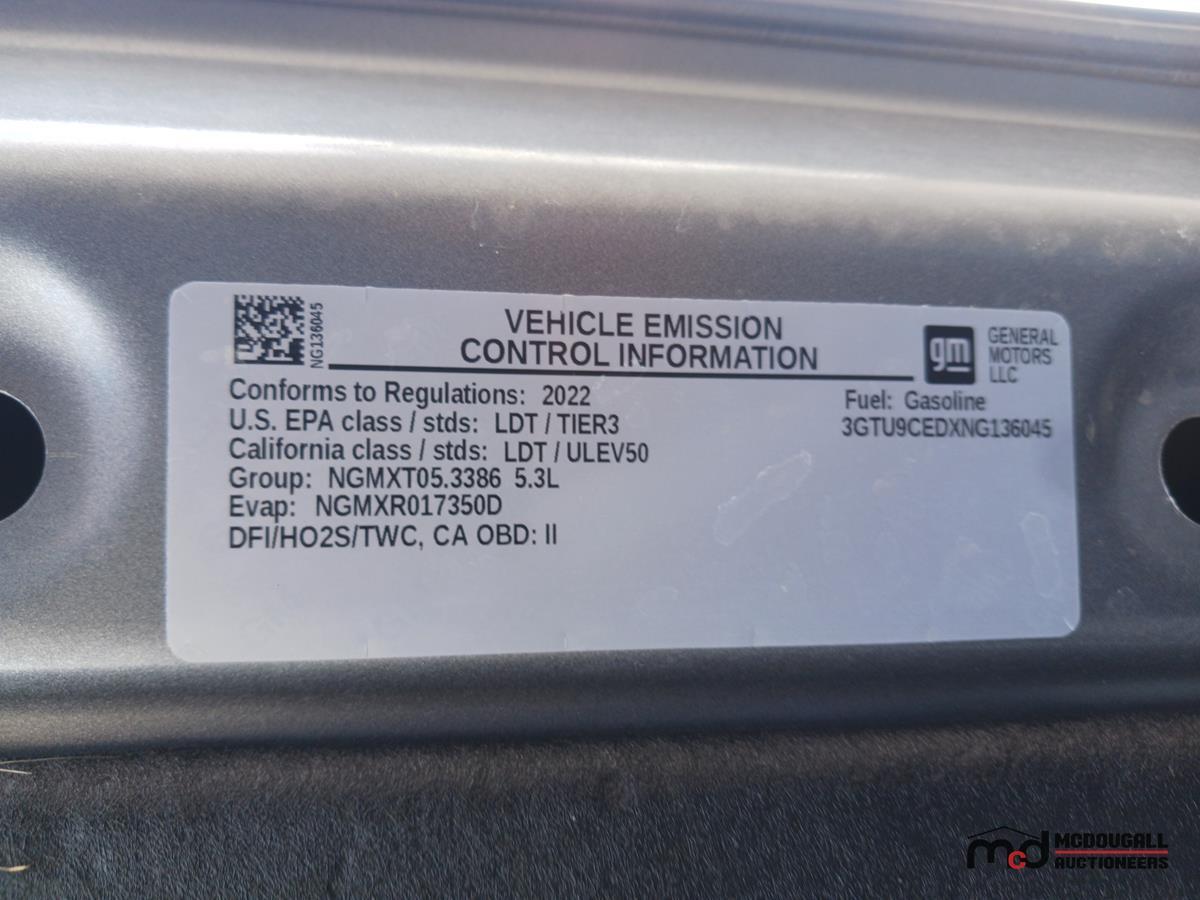 NG136045
VEHICLE EMISSION
CONTROL INFORMATION
gm
GENERAL
MOTORS
LLC
Conforms to Regulations: 2022
Fuel: Gasoline
U.S. EPA class / stds: LDT / TIER3
3GTU9CEDXNG136045
California class / stds: LDT / ULEV50
Group: NGMXT05.3386 5.3L
Evap: NGMXR017350D
DFI/HO2S/TWC, CA OBD: II
mcd
MCDOUGALL
AUCTIONEERS